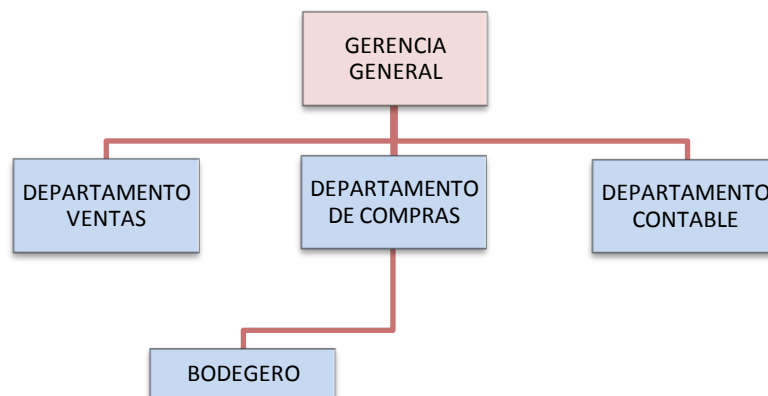 GERENCIA
GENERAL
DEPARTAMENTO
VENTAS
DEPARTAMENTO
DE COMPRAS
DEPARTAMENTO
CONTABLE
BODEGERO